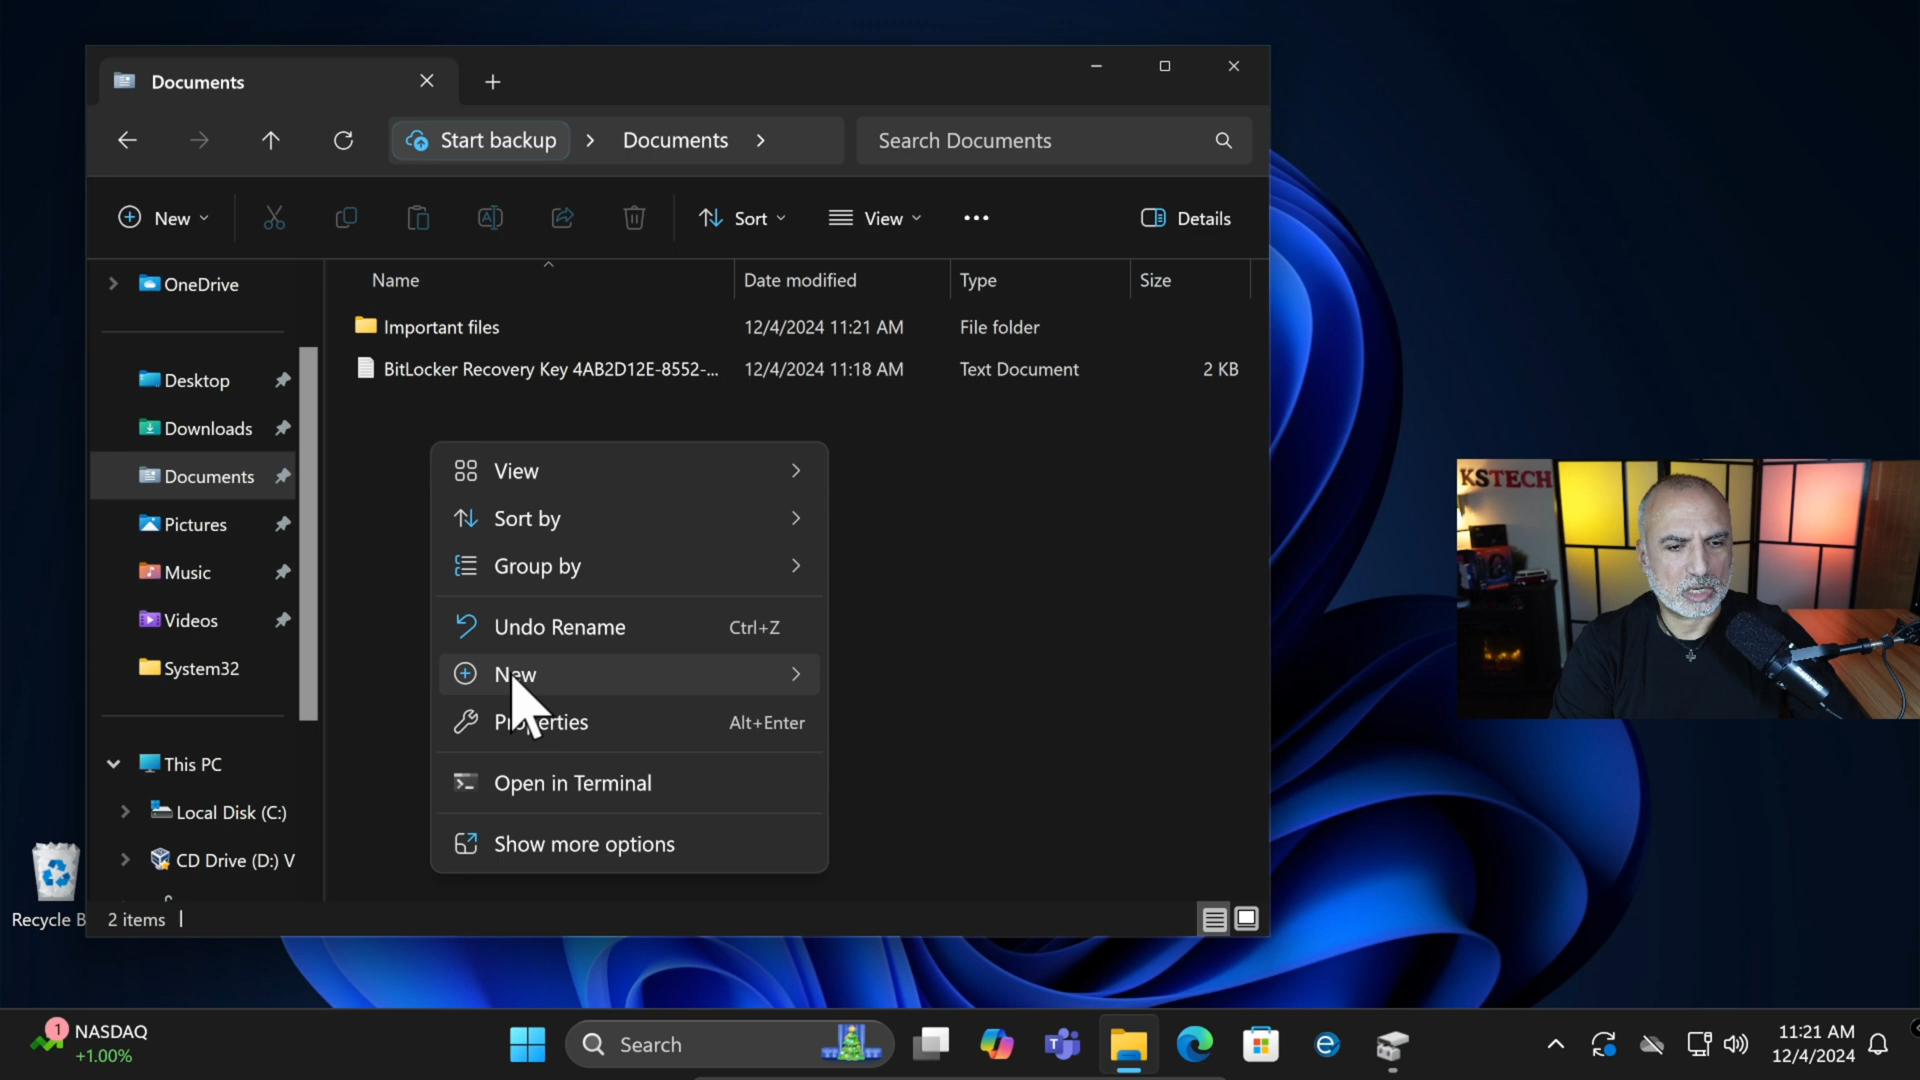 Documents
Start backup
Documents
Search Documents
New
Sort
View
Details
OneDrive
Desktop
Downloads
Documents
Pictures
Music
Videos
System32
This PC
Local Disk (C:)
CD Drive (D:) V
Name
Date modified
Type
Size
Important files
12/4/2024 11:21 AM
File folder
BitLocker Recovery Key 4AB2D12E-8552-...
12/4/2024 11:18 AM
Text Document
2 KB
View
Sort by
Group by
Undo Rename
Ctrl+Z
New
Properties
Alt+Enter
Open in Terminal
Show more options
2 items
Recycle B
KSTECH
1
NASDAQ
+1.00%
Search
11:21 AM
12/4/2024